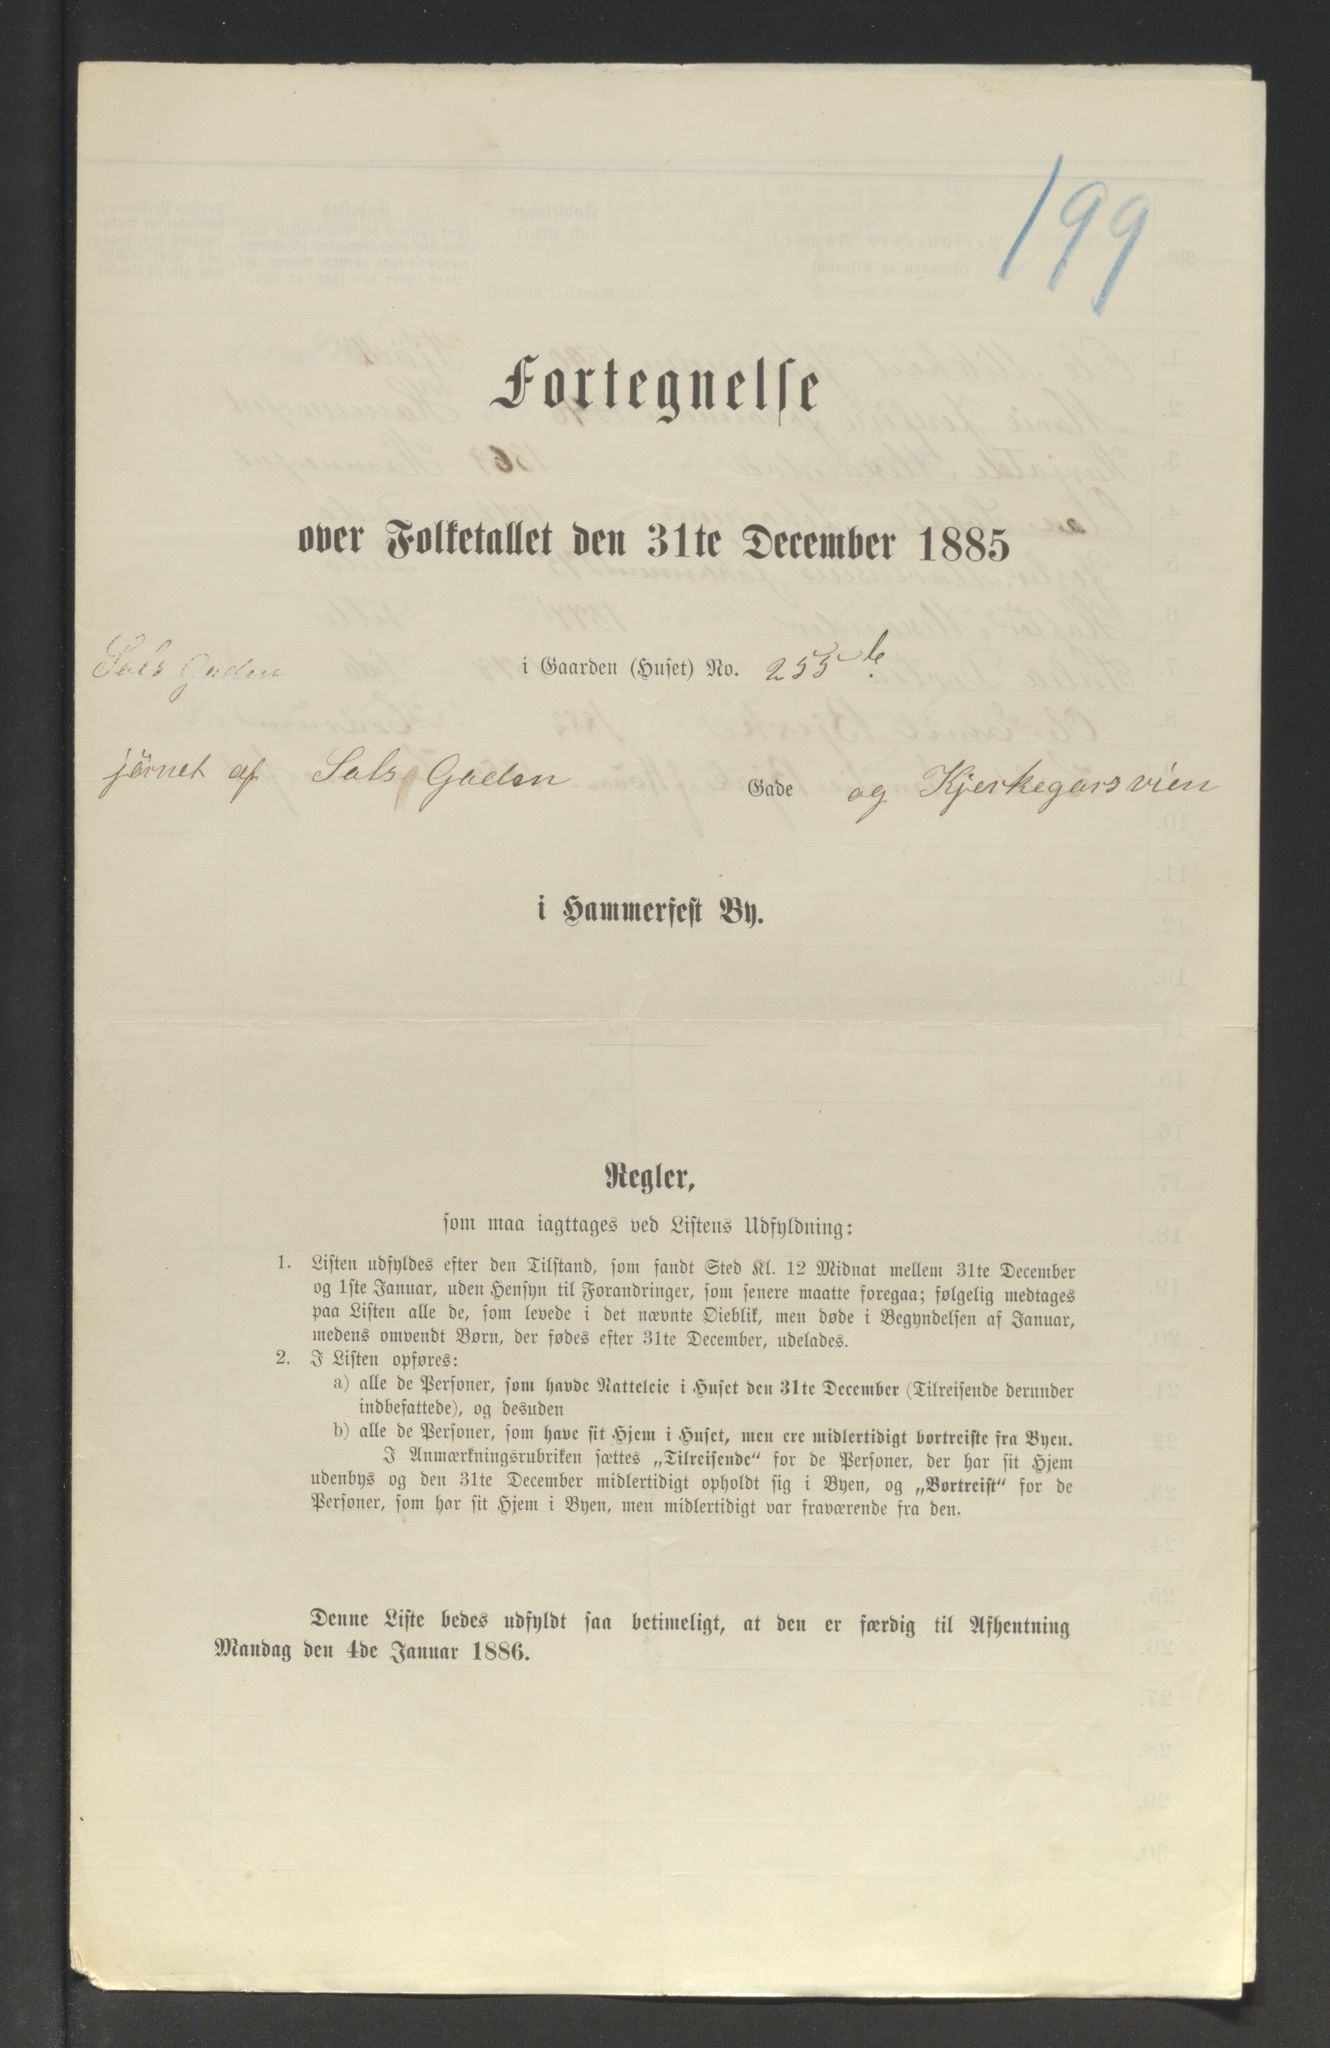 199
Fortegnelse
over Folketallet den 31te December 1885
Sals Gaden i Gaarden (Huset) No. 255 b.
jörnet af Sals Gaden Gade og Kjerkegarsvien
i Hammerfest By.
Regler,
som maa iagttages ved Listens Udfyldning:
1. Listen udfyldes efter den Tilstand, som fandt Sted Kl. 12 Midnat mellem 31te December
og 1ste Januar, uden Hensyn til Forandringer, som senere maatte foregaa; følgelig medtages
paa Listen alle de, som levede i det nævnte Øieblik, men døde i Begyndelsen af Januar,
medens omvendt Børn, der fødes efter 31te December, udelades.
2. I Listen opføres:
a) alle de Personer, som havde Natteleie i Huset den 31te December (Tilreisende derunder
indbefattede), og desuden
b) alle de Personer, som have sit Hjem i Huset, men ere midlertidigt bortreiste fra Byen.
I Anmærkningsrubriken sættes „Tilreisende“ for de Personer, der har sit Hjem
udenbys og den 31te December midlertidigt opholdt sig i Byen, og „Bortreist“ for de
Personer, som har sit Hjem i Byen, men midlertidigt var fraværende fra den.
Denne Liste bedes udfyldt saa betimeligt, at den er færdig til Afhentning
Mandag den 4de Januar 1886.